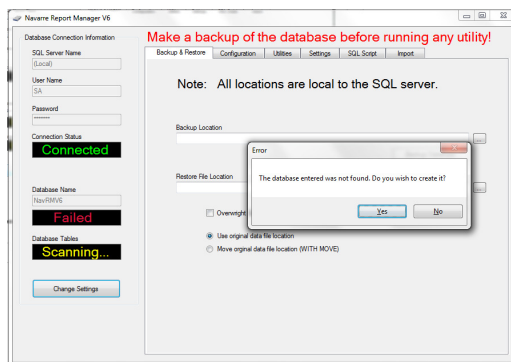 Navarre Report Manager V6
Make a backup of the database before running any utility!
Database Connection Information
SQL Server Name
(Local)
User Name
SA
Password
*******
Connection Status
Connected
Database Name
NavRMV6
Failed
Database Tables
Scanning...
Change Settings
Backup & Restore
Configuration
Utilities
Settings
SQL Script
Import
Note: All locations are local to the SQL server.
Backup Location
...
Restore File Location
...
Overwright
Use orginal data file location
Move orginal data file location (WITH MOVE)
Error
The database entered was not found. Do you wish to create it?
Yes
No